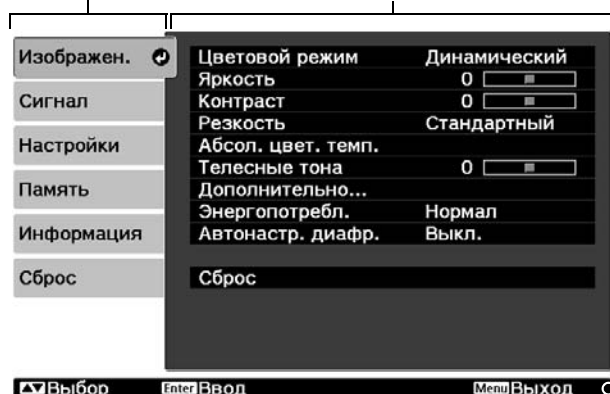 Изображен.
Сигнал
Настройки
Память
Информация
Сброс
Цветовой режим Динамический
Яркость 0
Контраст 0
Резкость Стандартный
Абсол. цвет. темп.
Телесные тона 0
Дополнительно...
Энергопотребл. Нормал
Автонастр. диафр. Выкл.
Сброс
Выбор Enter Ввод Menu Выход